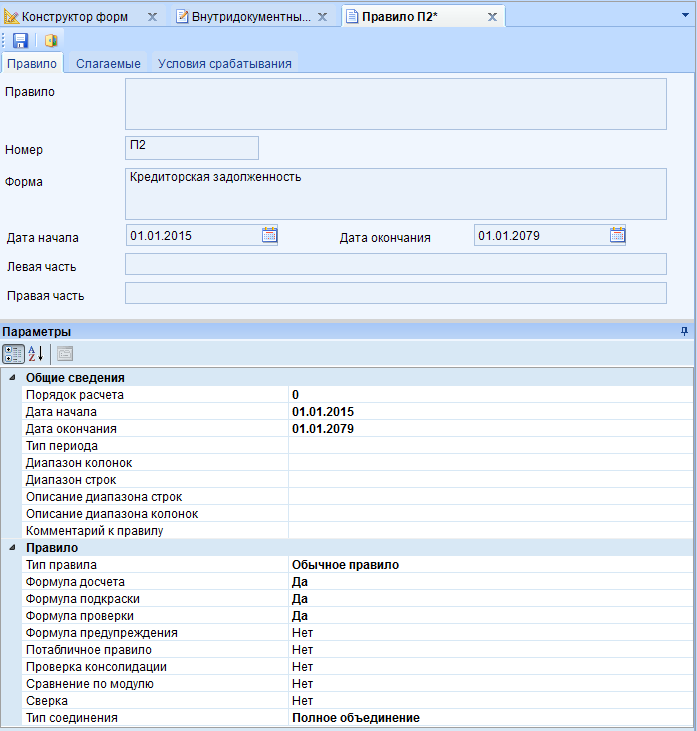 Конструктор форм Внутридокументны... Правило П2*
Правило Слагаемые Условия срабатывания
Правило
Номер П2
Форма Кредиторская задолженность
Дата начала 01.01.2015 Дата окончания 01.01.2079
Левая часть
Правая часть
Параметры
A Z
Общие сведения
Порядок расчета 0
Дата начала 01.01.2015
Дата окончания 01.01.2079
Тип периода
Диапазон колонок
Диапазон строк
Описание диапазона строк
Описание диапазона колонок
Комментарий к правилу
Правило
Тип правила Обычное правило
Формула досчета Да
Формула подкраски Да
Формула проверки Да
Формула предупреждения Нет
Потабличное правило Нет
Проверка консолидации Нет
Сравнение по модулю Нет
Сверка Нет
Тип соединения Полное объединение